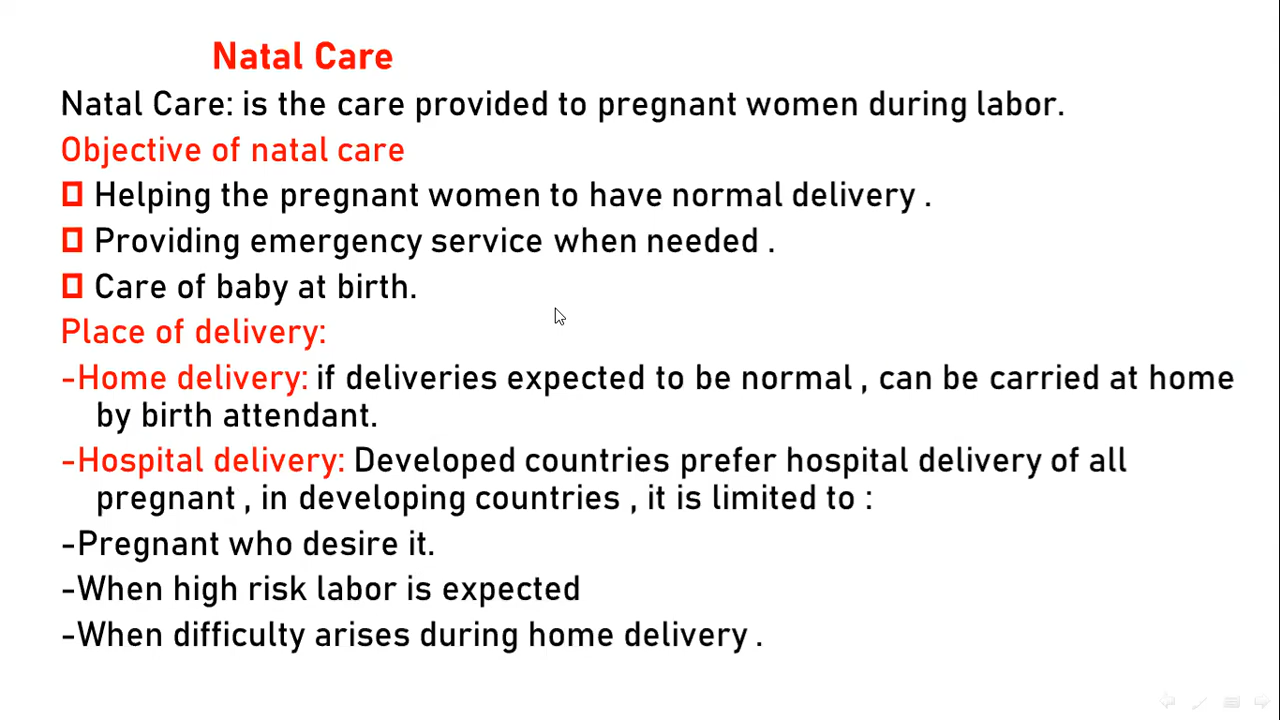 Natal Care
Natal Care: is the care provided to pregnant women during labor.
Objective of natal care
Helping the pregnant women to have normal delivery .
Providing emergency service when needed .
Care of baby at birth.
Place of delivery:
-Home delivery: if deliveries expected to be normal , can be carried at home
by birth attendant.
-Hospital delivery: Developed countries prefer hospital delivery of all
pregnant , in developing countries , it is limited to :
-Pregnant who desire it.
-When high risk labor is expected
-When difficulty arises during home delivery .